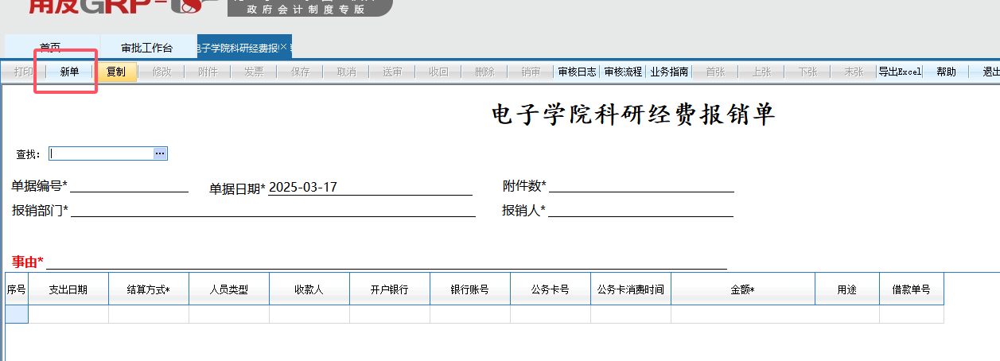 用友GRP-U8
政府会计制度专版
首页 审批工作台 电子学院科研经费报销
打印 新单 复制 修改 附件 发票 保存 取消 送审 收回 删除 销审 审核日志 审核流程 业务指南 首张 上张 下张 末张 导出Excel 帮助 退出
电子学院科研经费报销单
查找： ...
单据编号* 单据日期* 2025-03-17 附件数*
报销部门* 报销人*
事由*
序号 支出日期 结算方式* 人员类型 收款人 开户银行 银行账号 公务卡号 公务卡消费时间 金额* 用途 借款单号